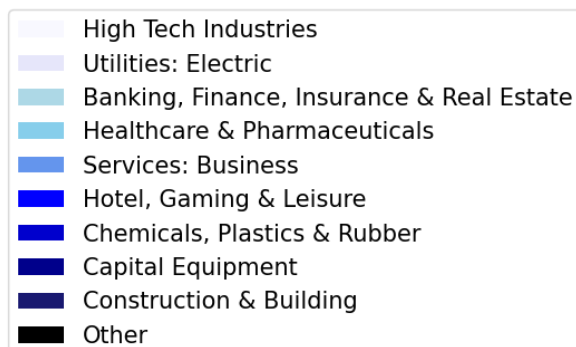 High Tech Industries
Utilities: Electric
Banking, Finance, Insurance & Real Estate
Healthcare & Pharmaceuticals
Services: Business
Hotel, Gaming & Leisure
Chemicals, Plastics & Rubber
Capital Equipment
Construction & Building
Other